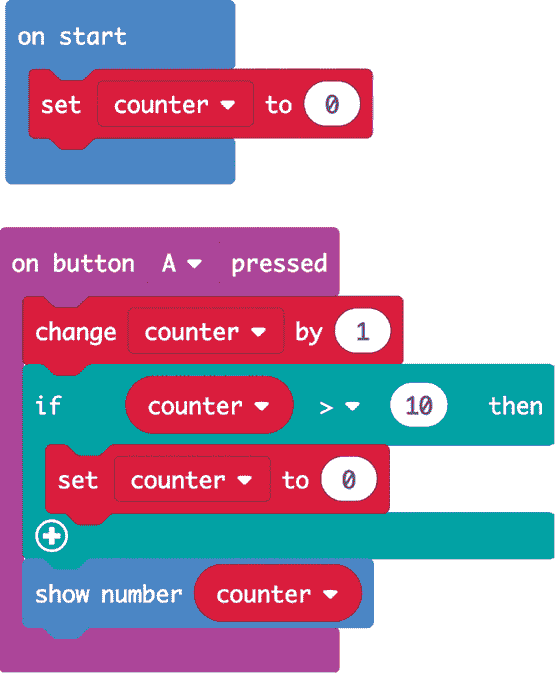 on start
set counter to 0
on button A pressed
change counter by 1
if counter > 10 then
set counter to 0
show number counter